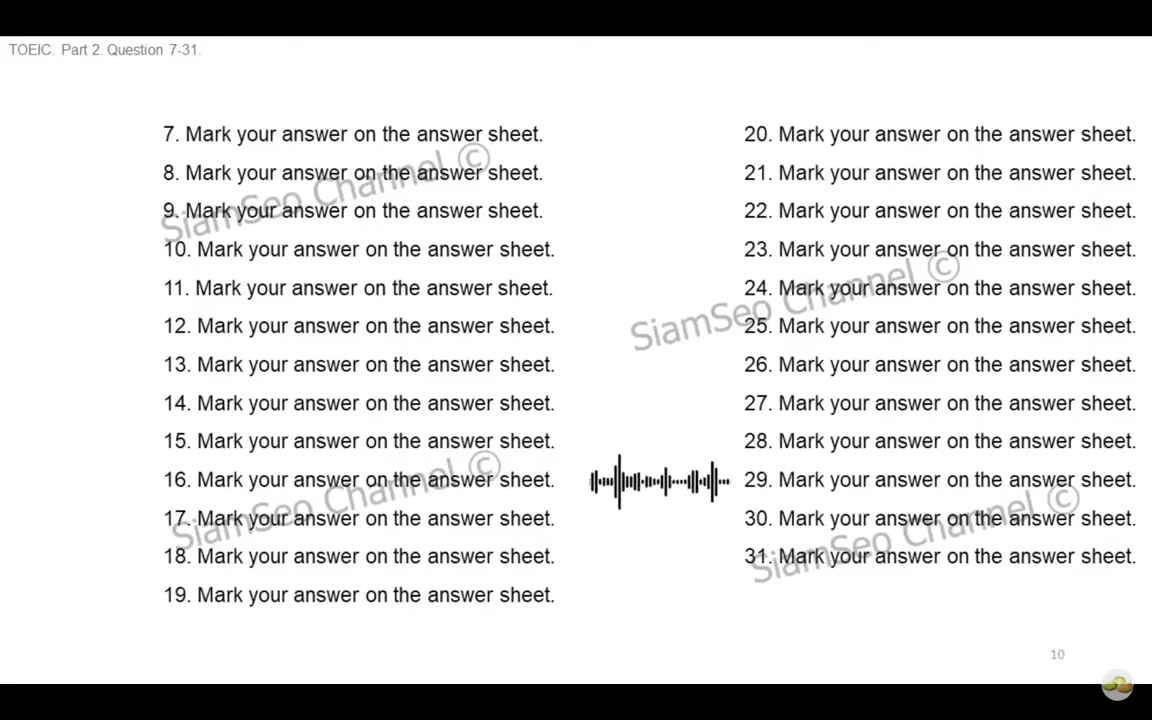 TOEIC. Part 2. Question 7-31.
7. Mark your answer on the answer sheet.
8. Mark your answer on the answer sheet.
9. Mark your answer on the answer sheet.
10. Mark your answer on the answer sheet.
11. Mark your answer on the answer sheet.
12. Mark your answer on the answer sheet.
13. Mark your answer on the answer sheet.
14. Mark your answer on the answer sheet.
15. Mark your answer on the answer sheet.
16. Mark your answer on the answer sheet.
17. Mark your answer on the answer sheet.
18. Mark your answer on the answer sheet.
19. Mark your answer on the answer sheet.
20. Mark your answer on the answer sheet.
21. Mark your answer on the answer sheet.
22. Mark your answer on the answer sheet.
23. Mark your answer on the answer sheet.
24. Mark your answer on the answer sheet.
25. Mark your answer on the answer sheet.
26. Mark your answer on the answer sheet.
27. Mark your answer on the answer sheet.
28. Mark your answer on the answer sheet.
29. Mark your answer on the answer sheet.
30. Mark your answer on the answer sheet.
31. Mark your answer on the answer sheet.
SiamSeo Channel ©
SiamSeo Channel ©
SiamSeo Channel ©
SiamSeo Channel ©
10